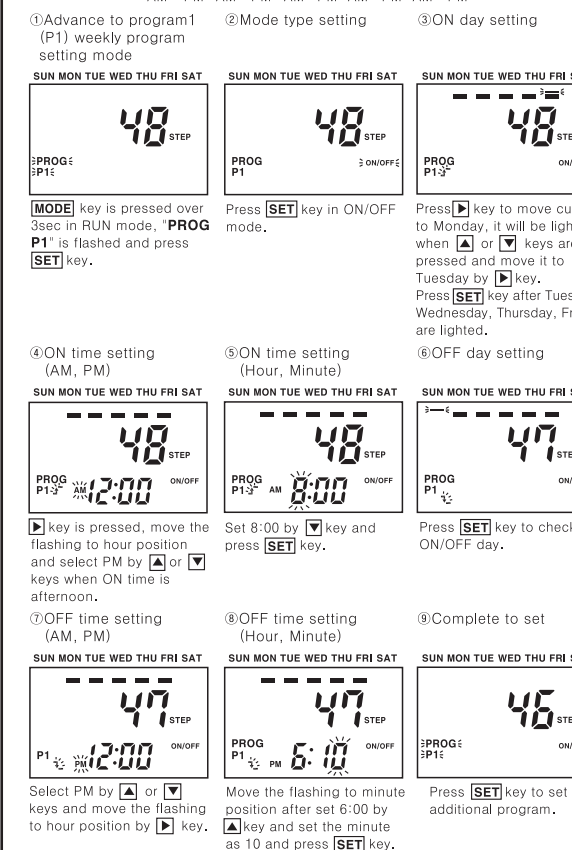 ①Advance to program1
(P1) weekly program
setting mode
SUN MON TUE WED THU FRI SAT
48 STEP
PROG
P1
MODE key is pressed over
3sec in RUN mode, "PROG
P1" is flashed and press
SET key.
②Mode type setting
SUN MON TUE WED THU FRI SAT
48 STEP
PROG
P1 ON/OFF
Press SET key in ON/OFF
mode.
③ON day setting
SUN MON TUE WED THU FRI
48
PROG
P1
Press ▶ key to move
to Monday, it will be
when ▲ or ▼ keys
pressed and move it to
Tuesday by ▶ key.
Press SET key after
Wednesday, Thursday,
are lighted.
④ON time setting
(AM, PM)
SUN MON TUE WED THU FRI SAT
48 STEP
PROG ON/OFF
P1 AM 12:00
▶ key is pressed, move the
flashing to hour position
and select PM by ▲ or ▼
keys when ON time is
afternoon.
⑤ON time setting
(Hour, Minute)
SUN MON TUE WED THU FRI SAT
48 STEP
PROG ON/OFF
P1 AM 8:00
Set 8:00 by ▼ key and
press SET key.
⑥OFF day setting
SUN MON TUE WED THU FRI
47
PROG
P1
Press SET key to
ON/OFF day.
⑦OFF time setting
(AM, PM)
SUN MON TUE WED THU FRI SAT
47 STEP
ON/OFF
P1 PM 12:00
Select PM by ▲ or ▼
keys and move the flashing
to hour position by ▶ key.
⑧OFF time setting
(Hour, Minute)
SUN MON TUE WED THU FRI SAT
47 STEP
PROG ON/OFF
P1 PM 6:10
Move the flashing to minute
position after set 6:00 by
▲ key and set the minute
as 10 and press SET key.
⑨Complete to set
SUN MON TUE WED THU FRI
46
PROG
P1
Press SET key to set
additional program.